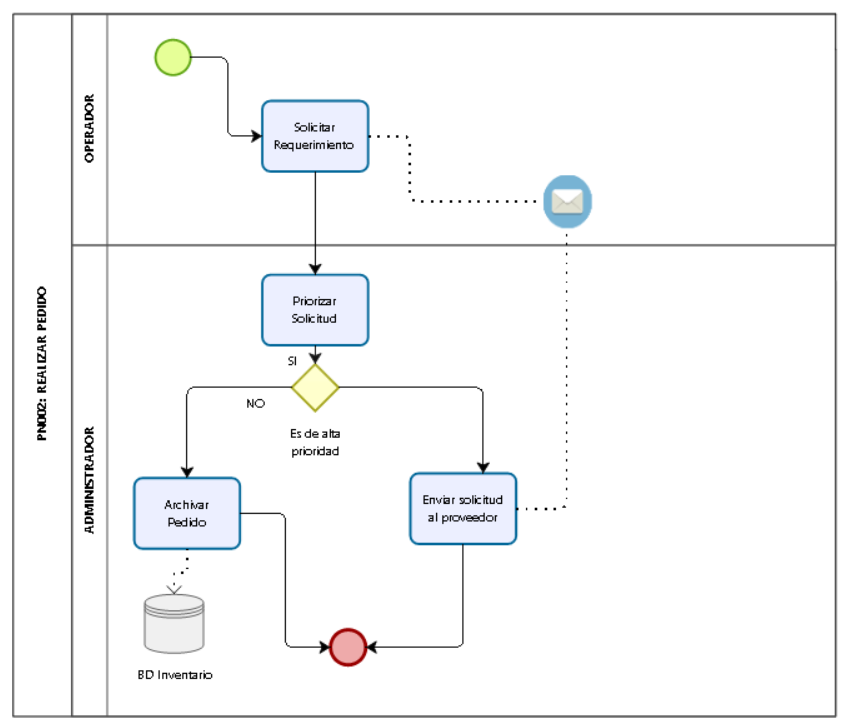 PN002: REALIZAR PEDIDO
OPERADOR
Solicitar
Requerimiento
ADMINISTRADOR
Priorizar
Solicitud
SI
NO
Es de alta
prioridad
Archivar
Pedido
Enviar solicitud
al proveedor
BD Inventario